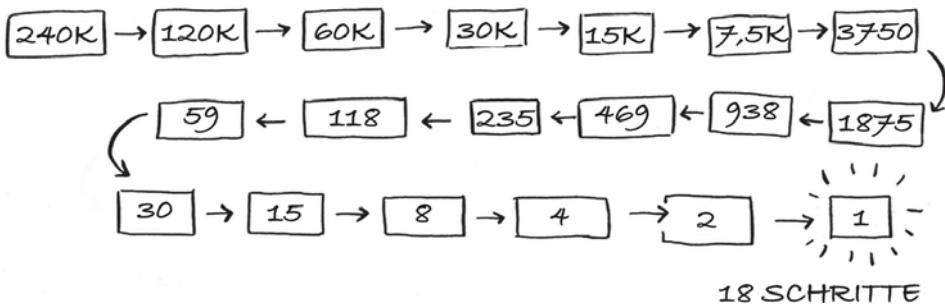 240K → 120K → 60K → 30K → 15K → 7,5K → 3750
59 ← 118 ← 235 ← 469 ← 938 ← 1875
30 → 15 → 8 → 4 → 2 → 1
18 SCHRITTE